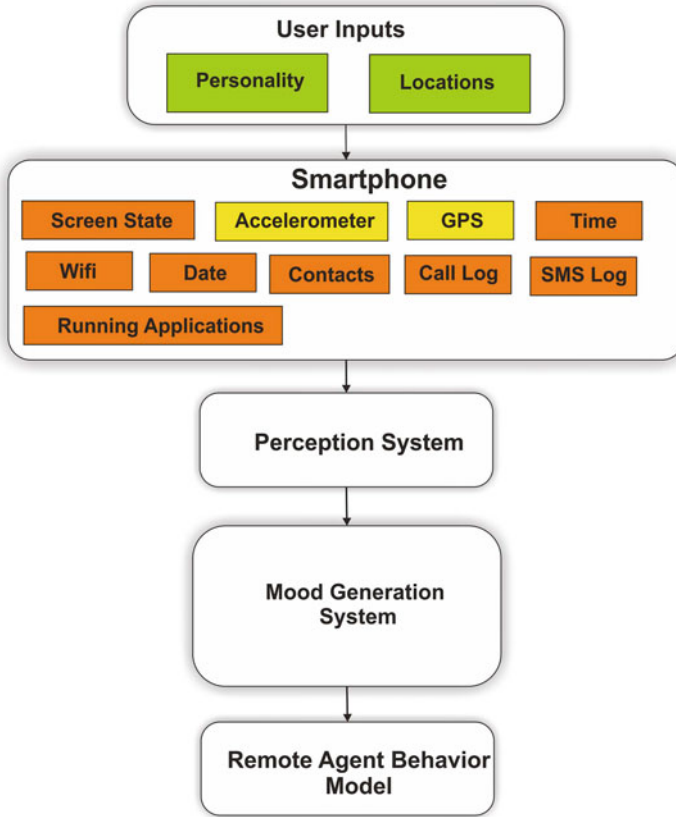 User Inputs
Personality Locations
Smartphone
Screen State Accelerometer GPS Time
Wifi Date Contacts Call Log SMS Log
Running Applications
Perception System
Mood Generation
System
Remote Agent Behavior
Model